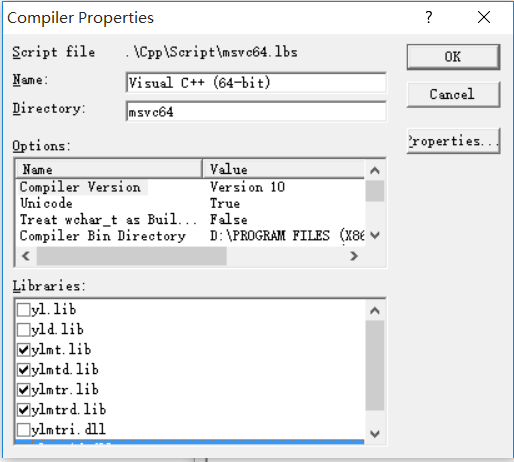 Compiler Properties
Script file .\Cpp\Script\msvc64.lbs
OK
Name: Visual C++ (64-bit)
Cancel
Directory: msvc64
Properties...
Options:
Name Value
Compiler Version Version 10
Unicode True
Treat wchar_t as Buil... False
Compiler Bin Directory D:\PROGRAM FILES (X86
Libraries:
yl.lib
yld.lib
ylmt.lib
ylmtd.lib
ylmtr.lib
ylmtrd.lib
ylmtri.dll